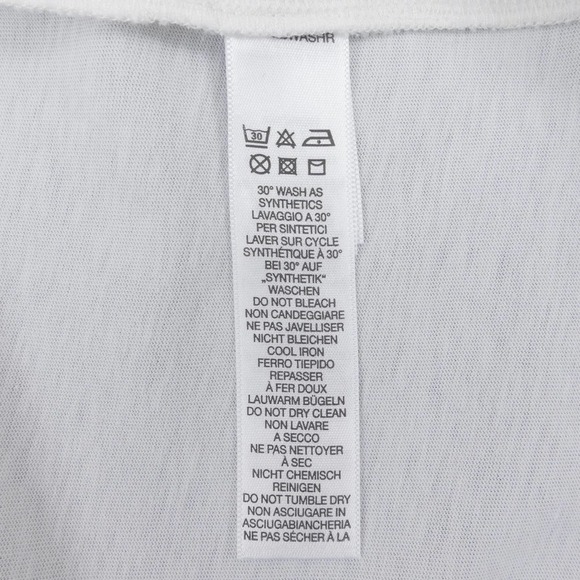 30
30° WASH AS
SYNTHETICS
LAVAGGIO A 30°
PER SINTETICI
LAVER SUR CYCLE
SYNTHÉTIQUE À 30°
BEI 30° AUF
„SYNTHETIK“
WASCHEN
DO NOT BLEACH
NON CANDEGGIARE
NE PAS JAVELLISER
NICHT BLEICHEN
COOL IRON
FERRO TIEPIDO
REPASSER
À FER DOUX
LAUWARM BÜGELN
DO NOT DRY CLEAN
NON LAVARE
A SECCO
NE PAS NETTOYER
À SEC
NICHT CHEMISCH
REINIGEN
DO NOT TUMBLE DRY
NON ASCIUGARE IN
ASCIUGABIANCHERIA
NE PAS SÉCHER À LA